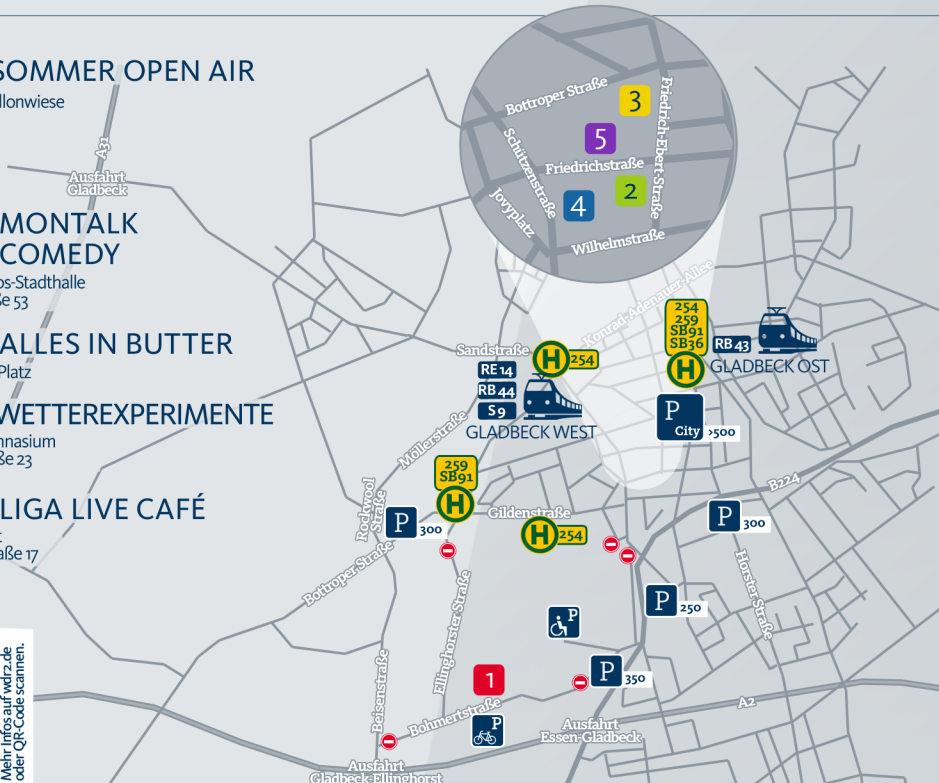 SOMMER OPEN AIR
llonwiese
MONTALK
COMEDY
os-Stadthalle
ße 53
ALLES IN BUTTER
Platz
WETTEREXPERIMENTE
nnasium
ße 23
LIGA LIVE CAFÉ
aße 17
Mehr Infos auf wdr2.de
oder QR-Code scannen.
A31
Ausfahrt
Gladbeck
Bottroper Straße
3
Friedrich-Ebert-Straße
5
Schützenstraße
Friedrichstraße
2
4
Jovyplatz
Wilhelmstraße
Konrad-Adenauer-Allee
254
259
SB91
SB36
H
RB 43
GLADBECK OST
Sandstraße
H
254
RE 14
RB 44
S 9
GLADBECK WEST
P
City
>500
Möllerstraße
259
SB91
H
B224
Rockwool
Straße
P
300
Gildenstraße
H
254
P
300
Bottroper Straße
Ellinghorster Straße
Horster Straße
P
250
P
Beisenstraße
1
P
350
Bohmertstraße
P
A2
Ausfahrt
Essen-Gladbeck
Ausfahrt
Gladbeck-Ellinghorst